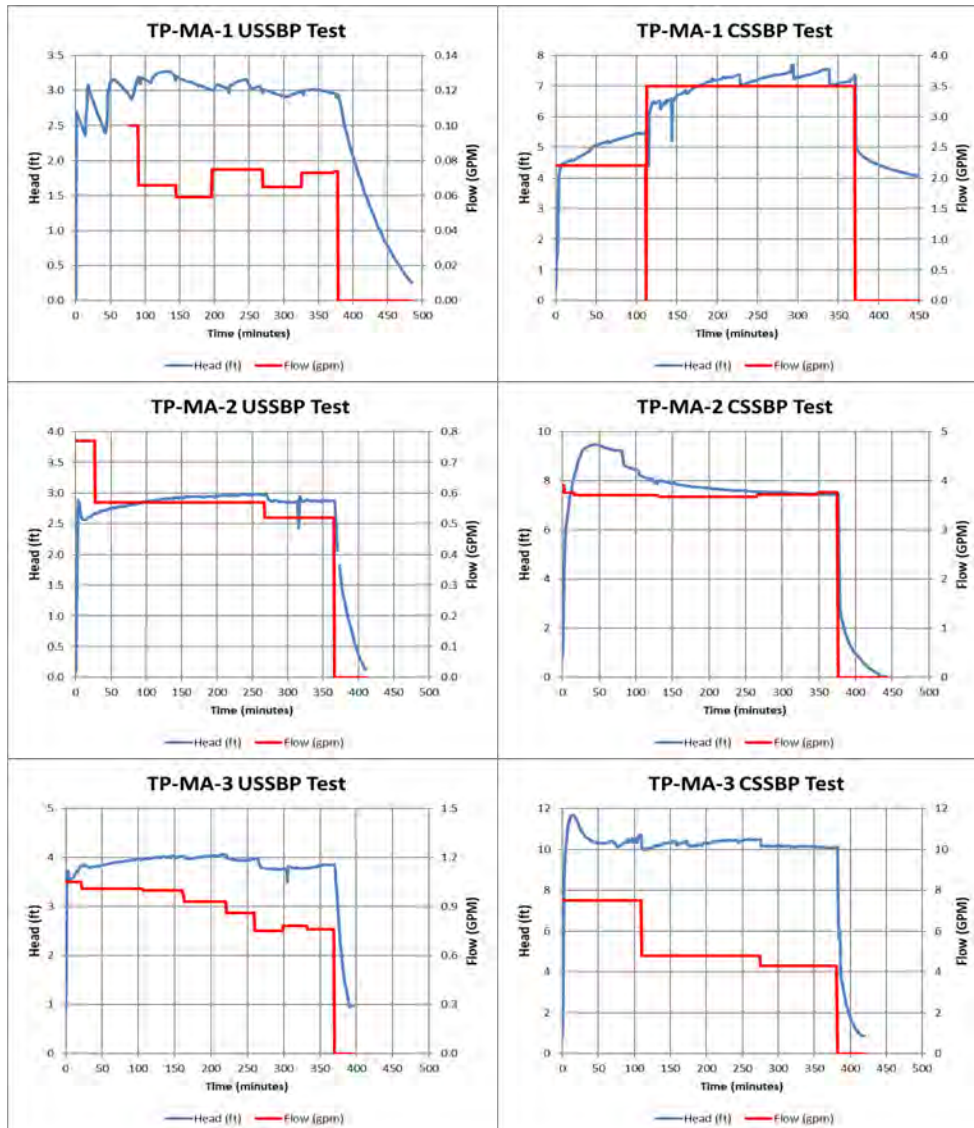 TP-MA-1 USSBP Test
3.5
3.0
2.5
2.0
1.5
1.0
0.5
0.0
Head (ft)
0.14
0.12
0.10
0.08
0.06
0.04
0.02
0.00
Flow (GPM)
0 50 100 150 200 250 300 350 400 450 500
Time (minutes)
Head (ft) Flow (gpm)
TP-MA-1 CSSBP Test
8
7
6
5
4
3
2
1
0
Head (ft)
4.0
3.5
3.0
2.5
2.0
1.5
1.0
0.5
0.0
Flow (GPM)
0 50 100 150 200 250 300 350 400 450
Time (minutes)
Head (ft) Flow (gpm)
TP-MA-2 USSBP Test
4.0
3.5
3.0
2.5
2.0
1.5
1.0
0.5
0.0
Head (ft)
0.8
0.7
0.6
0.5
0.4
0.3
0.2
0.1
0.0
Flow (GPM)
0 50 100 150 200 250 300 350 400 450 500
Time (minutes)
Head (ft) Flow (gpm)
TP-MA-2 CSSBP Test
10
8
6
4
2
0
Head (ft)
5
4
3
2
1
0
Flow (GPM)
0 50 100 150 200 250 300 350 400 450 500
Time (minutes)
Head (ft) Flow (gpm)
TP-MA-3 USSBP Test
5
4
3
2
1
0
Head (ft)
1.5
1.2
0.9
0.6
0.3
0.0
Flow (GPM)
0 50 100 150 200 250 300 350 400 450 500
Time (minutes)
Head (ft) Flow (gpm)
TP-MA-3 CSSBP Test
12
10
8
6
4
2
0
Head (ft)
12
10
8
6
4
2
0
Flow (GPM)
0 50 100 150 200 250 300 350 400 450 500
Time (minutes)
Head (ft) Flow (gpm)